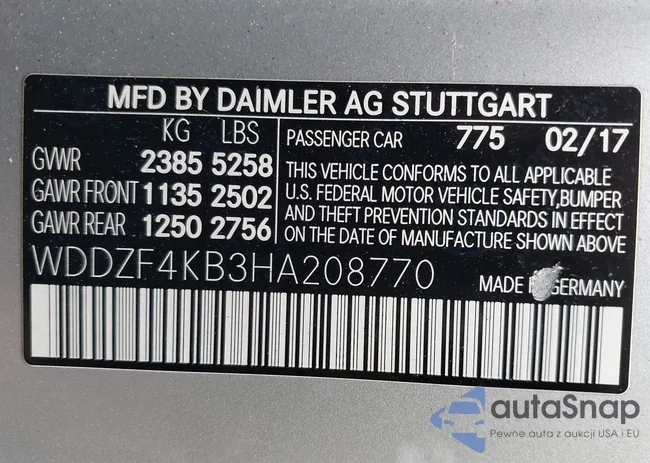 MFD BY DAIMLER AG STUTTGART
KG LBS
GVWR 2385 5258
GAWR FRONT 1135 2502
GAWR REAR 1250 2756
PASSENGER CAR 775 02/17
THIS VEHICLE CONFORMS TO ALL APPLICABLE
U.S. FEDERAL MOTOR VEHICLE SAFETY,BUMPER
AND THEFT PREVENTION STANDARDS IN EFFECT
ON THE DATE OF MANUFACTURE SHOWN ABOVE
WDDZF4KB3HA208770
MADE GERMANY
autaSnap
Pewne auta z aukcji USA i EU